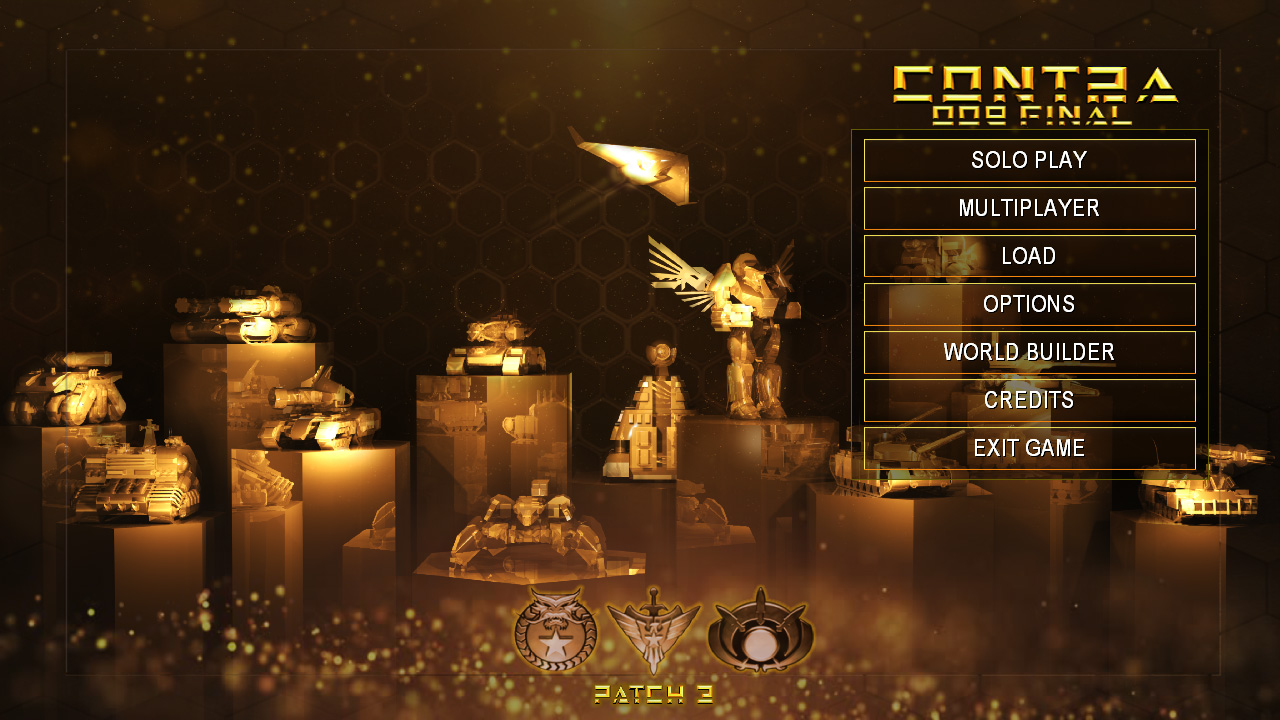 CONTRA
009 FINAL
SOLO PLAY
MULTIPLAYER
LOAD
OPTIONS
WORLD BUILDER
CREDITS
EXIT GAME
PATCH 3